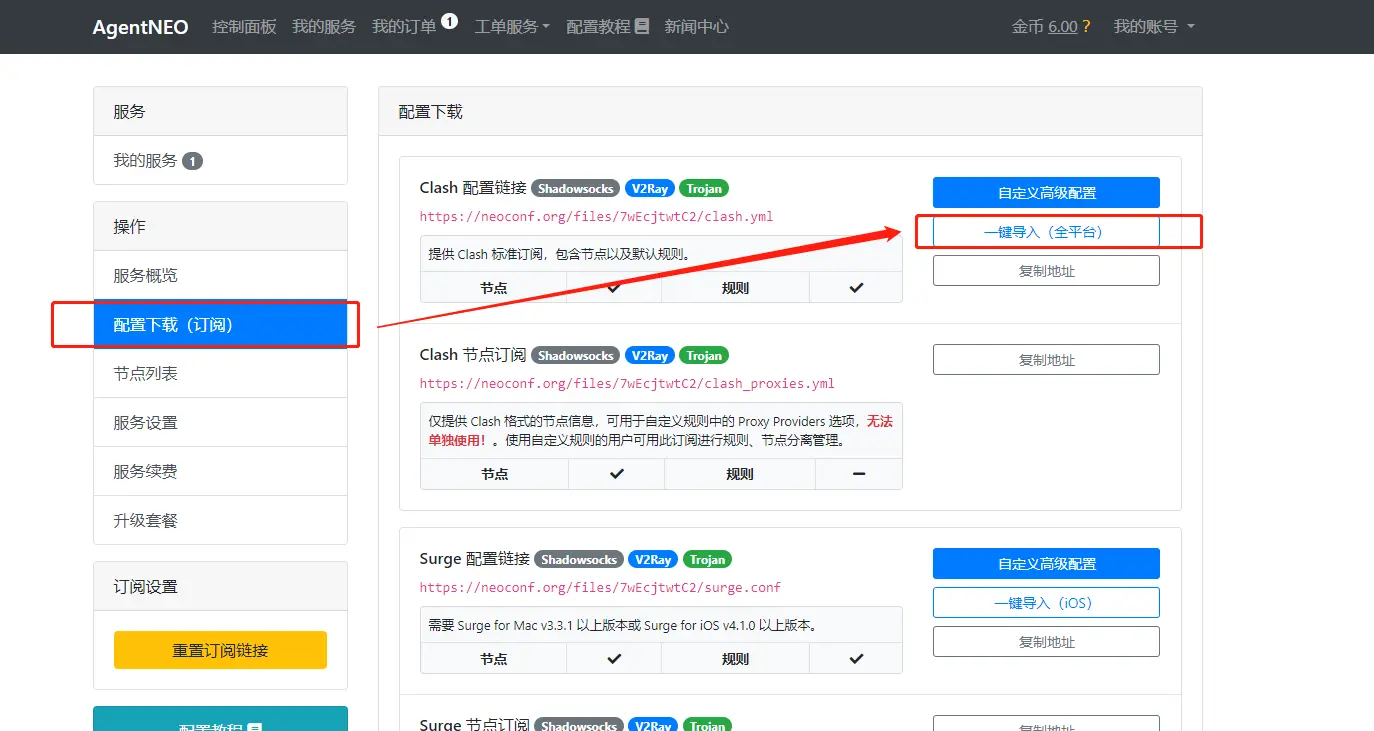 AgentNEO 控制面板 我的服务 我的订单 1 工单服务 配置教程 新闻中心 金币 6.00 ? 我的账号
服务
我的服务 1
操作
服务概览
配置下载（订阅）
节点列表
服务设置
服务续费
升级套餐
订阅设置
重置订阅链接
配置教程
配置下载
Clash 配置链接 Shadowsocks V2Ray Trojan
https://neoconf.org/files/7wEcjtwtC2/clash.yml
提供 Clash 标准订阅，包含节点以及默认规则。
节点 ✓ 规则 ✓
自定义高级配置
一键导入（全平台）
复制地址
Clash 节点订阅 Shadowsocks V2Ray Trojan
https://neoconf.org/files/7wEcjtwtC2/clash_proxies.yml
仅提供 Clash 格式的节点信息，可用于自定义规则中的 Proxy Providers 选项，无法
单独使用！。使用自定义规则的用户可用此订阅进行规则、节点分离管理。
节点 ✓ 规则 −
复制地址
Surge 配置链接 Shadowsocks V2Ray Trojan
https://neoconf.org/files/7wEcjtwtC2/surge.conf
需要 Surge for Mac v3.3.1 以上版本或 Surge for iOS v4.1.0 以上版本。
节点 ✓ 规则 ✓
自定义高级配置
一键导入（iOS）
复制地址
Surge 节点订阅 Shadowsocks V2Ray Trojan
复制地址